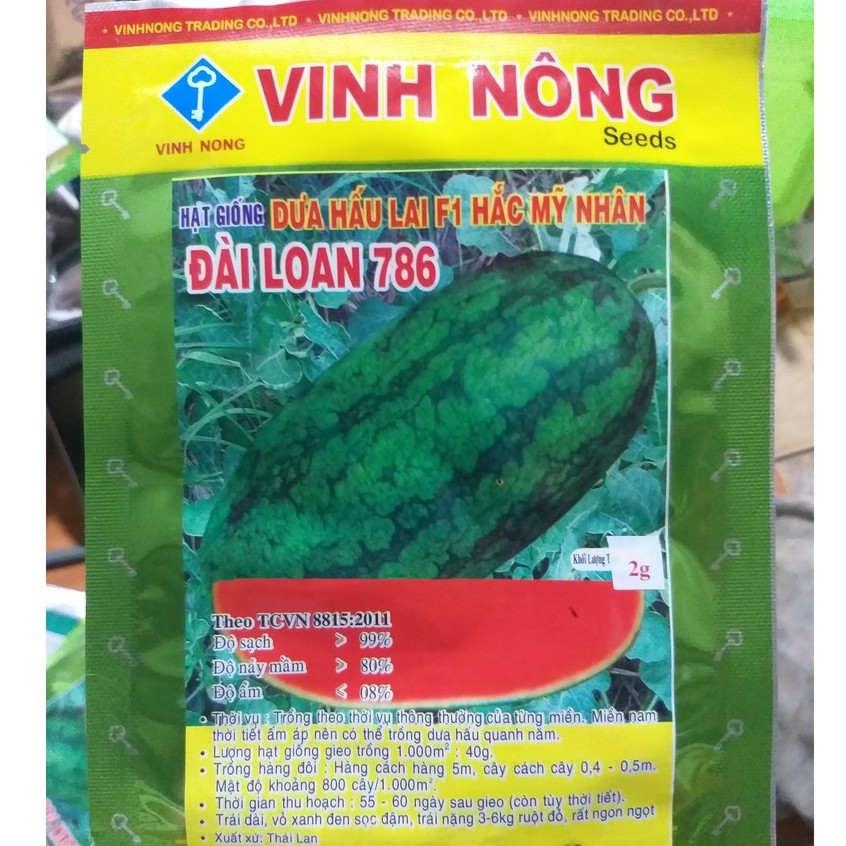 VINHNONG TRADING CO.,LTD * VINHNONG TRADING CO.,LTD * VINHNONG TRADING CO.,LTD
VINH NÔNG
Seeds
VINH NONG
HẠT GIỐNG DƯA HẤU LAI F1 HẮC MỸ NHÂN
ĐÀI LOAN 786
Khối Lượng T
2g
Theo TCVN 8815:2011
Độ sạch > 99%
Độ nảy mầm > 80%
Độ ẩm ≤ 08%
• Thời vụ : Trồng theo thời vụ thông thường của từng miền. Miền nam
thời tiết ấm áp nên có thể trồng dưa hấu quanh năm.
• Lượng hạt giống gieo trồng 1.000m² : 40g.
• Trồng hàng đôi : Hàng cách hàng 5m, cây cách cây 0,4 - 0,5m.
Mật độ khoảng 800 cây/1.000m².
• Thời gian thu hoạch : 55 - 60 ngày sau gieo (còn tùy thời tiết).
• Trái dài, vỏ xanh đen sọc đậm, trái nặng 3-6kg ruột đỏ, rất ngon ngọt
• Xuất xứ: Thái Lan